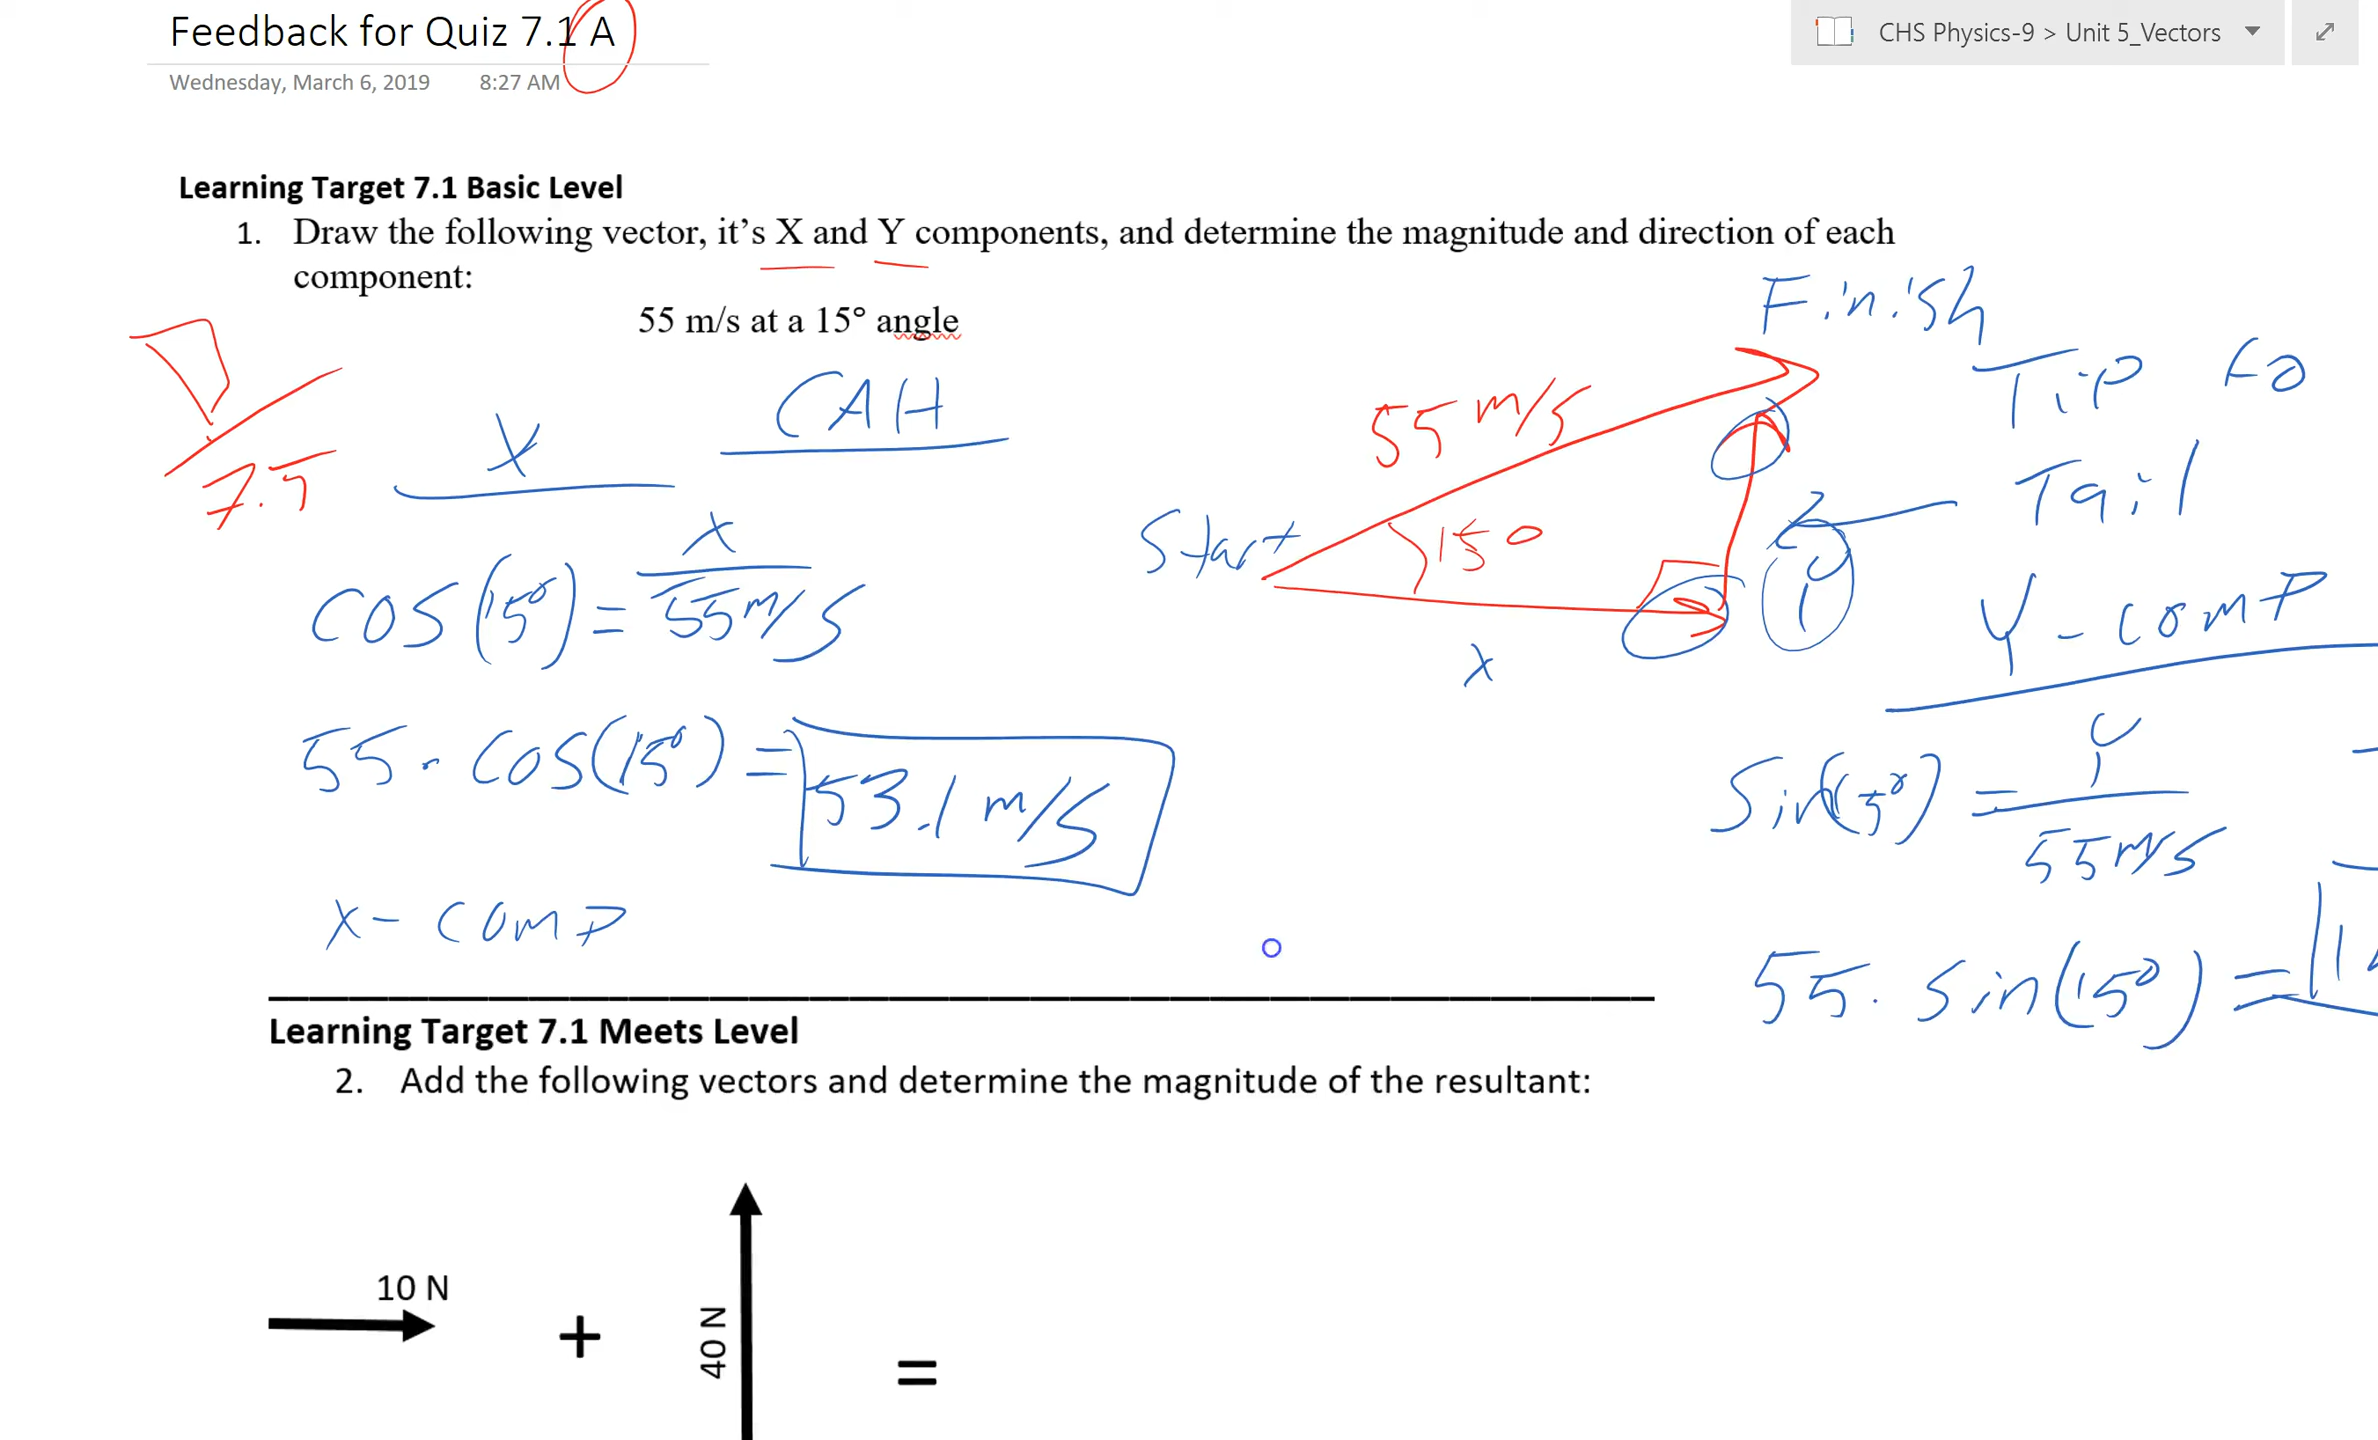 Feedback for Quiz 7.1 A
CHS Physics-9 > Unit 5_Vectors
Wednesday, March 6, 2019 8:27 AM
Learning Target 7.1 Basic Level
1. Draw the following vector, it's X and Y components, and determine the magnitude and direction of each
component:
55 m/s at a 15° angle
Finish
Tip to
Tail
7.5
X
CAH
55 m/s
Start
15°
2
1
x
cos(15°) = x / 55 m/s
Y-comp
55 · cos(15°) = 53.1 m/s
Sin(15°) = y / 55 m/s
x-comp
55 · sin(15°) =
Learning Target 7.1 Meets Level
2. Add the following vectors and determine the magnitude of the resultant:
10 N
+
40 N
=